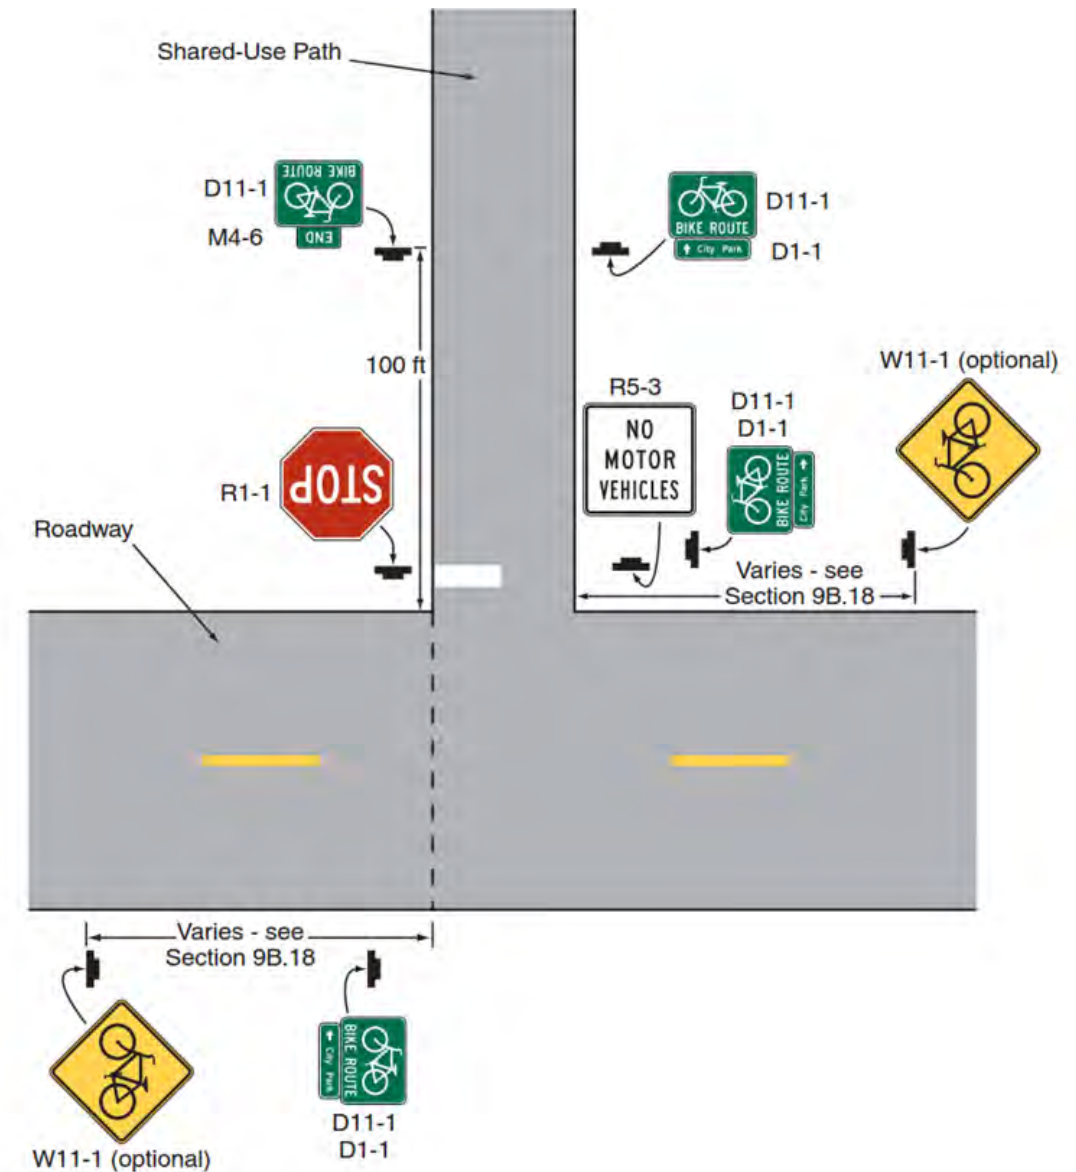 Shared-Use Path
D11-1
BIKE ROUTE
M4-6
END
BIKE ROUTE
City Park
D11-1
D1-1
100 ft
W11-1 (optional)
R5-3
NO
MOTOR
VEHICLES
D11-1
D1-1
BIKE ROUTE
City Park
R1-1
STOP
Roadway
Varies - see
Section 9B.18
Varies - see
Section 9B.18
City Park
BIKE ROUTE
D11-1
D1-1
W11-1 (optional)